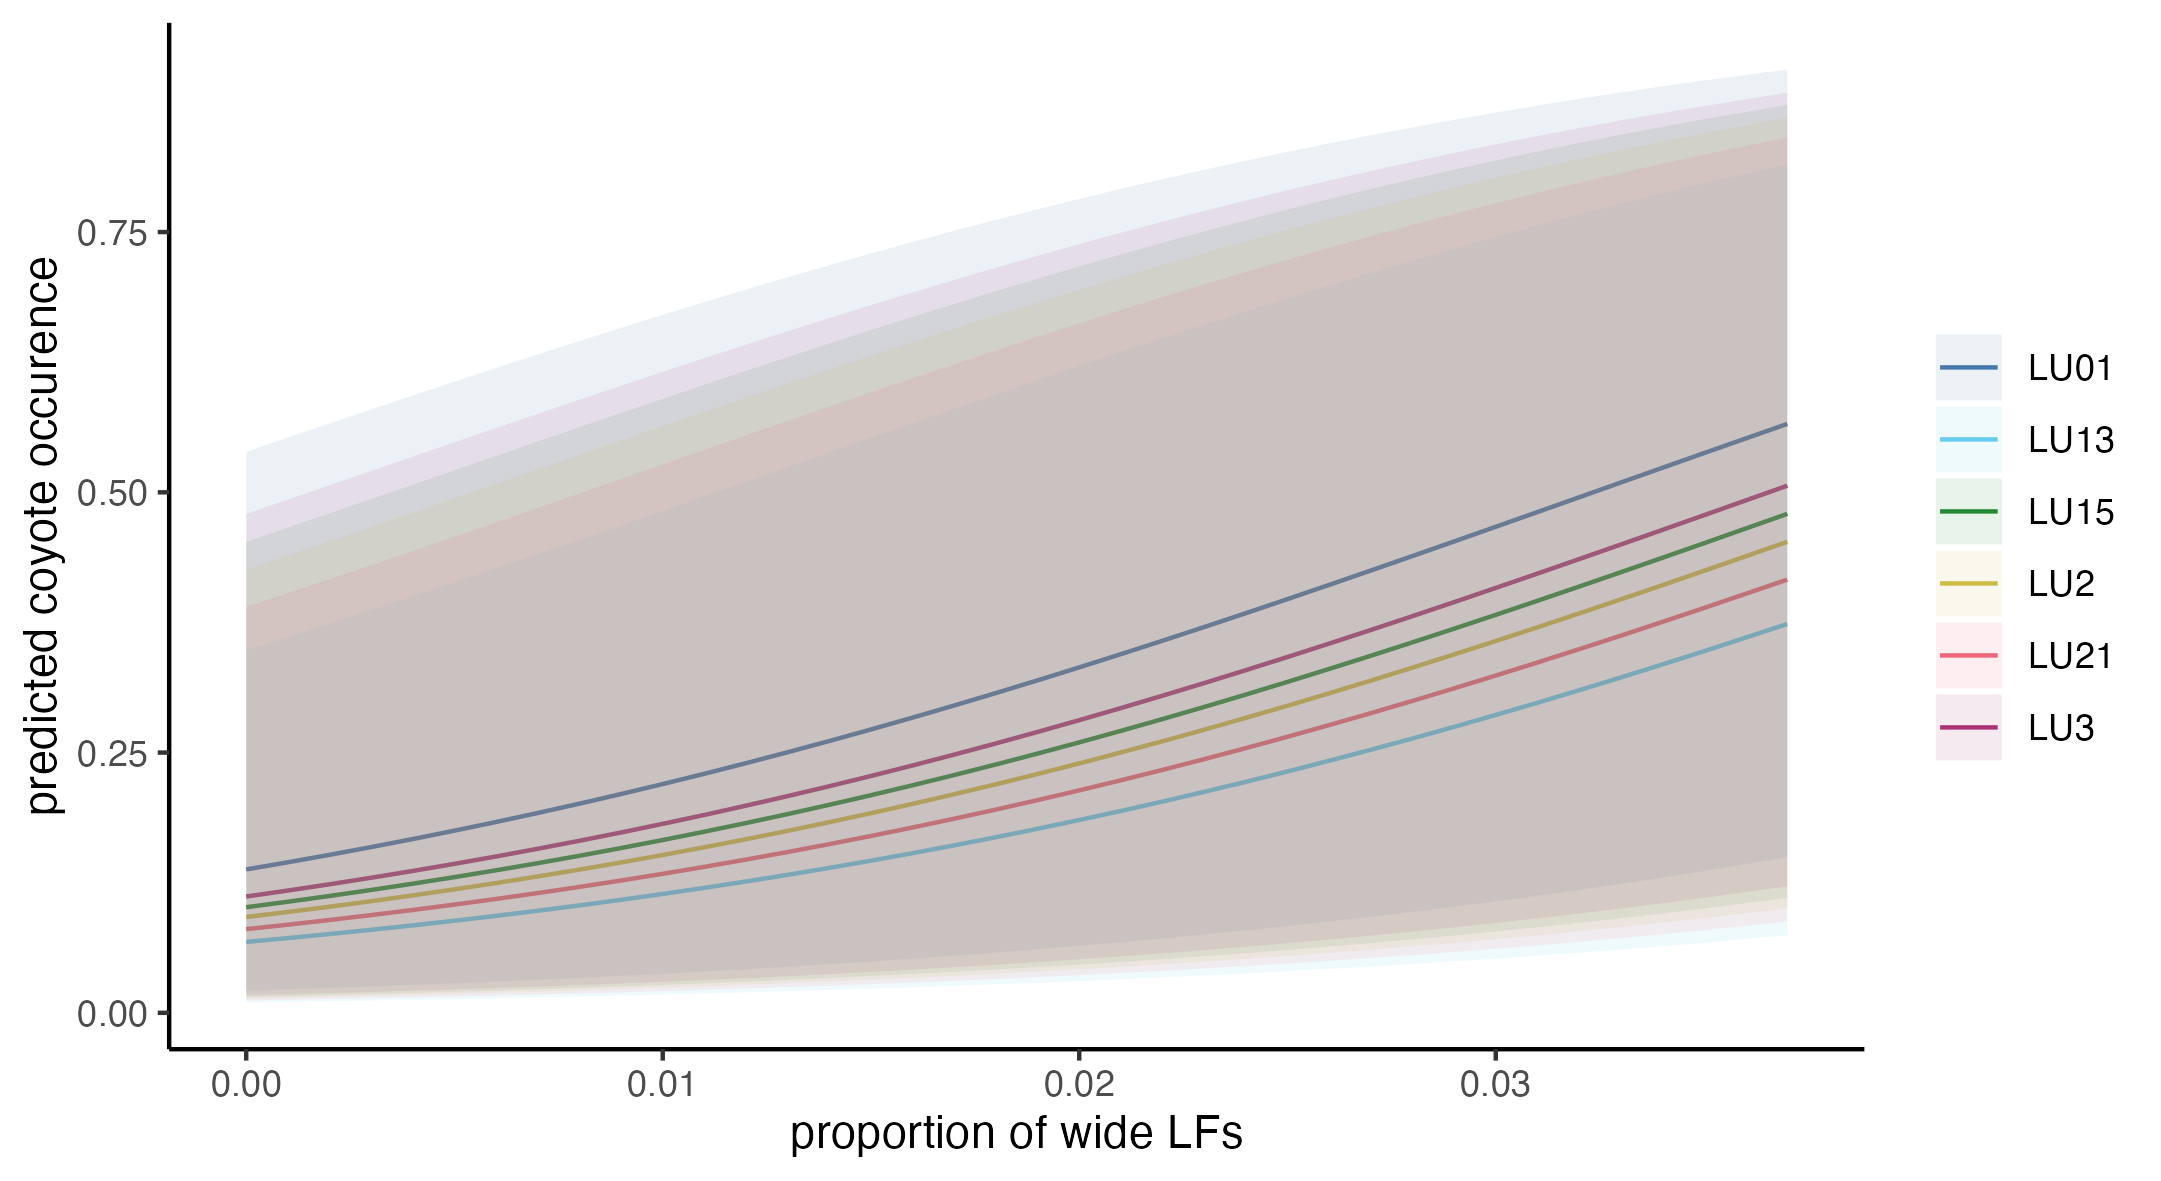 predicted coyote occurence
0.75
0.50
0.25
0.00
0.00
0.01
0.02
0.03
proportion of wide LFs
LU01
LU13
LU15
LU2
LU21
LU3